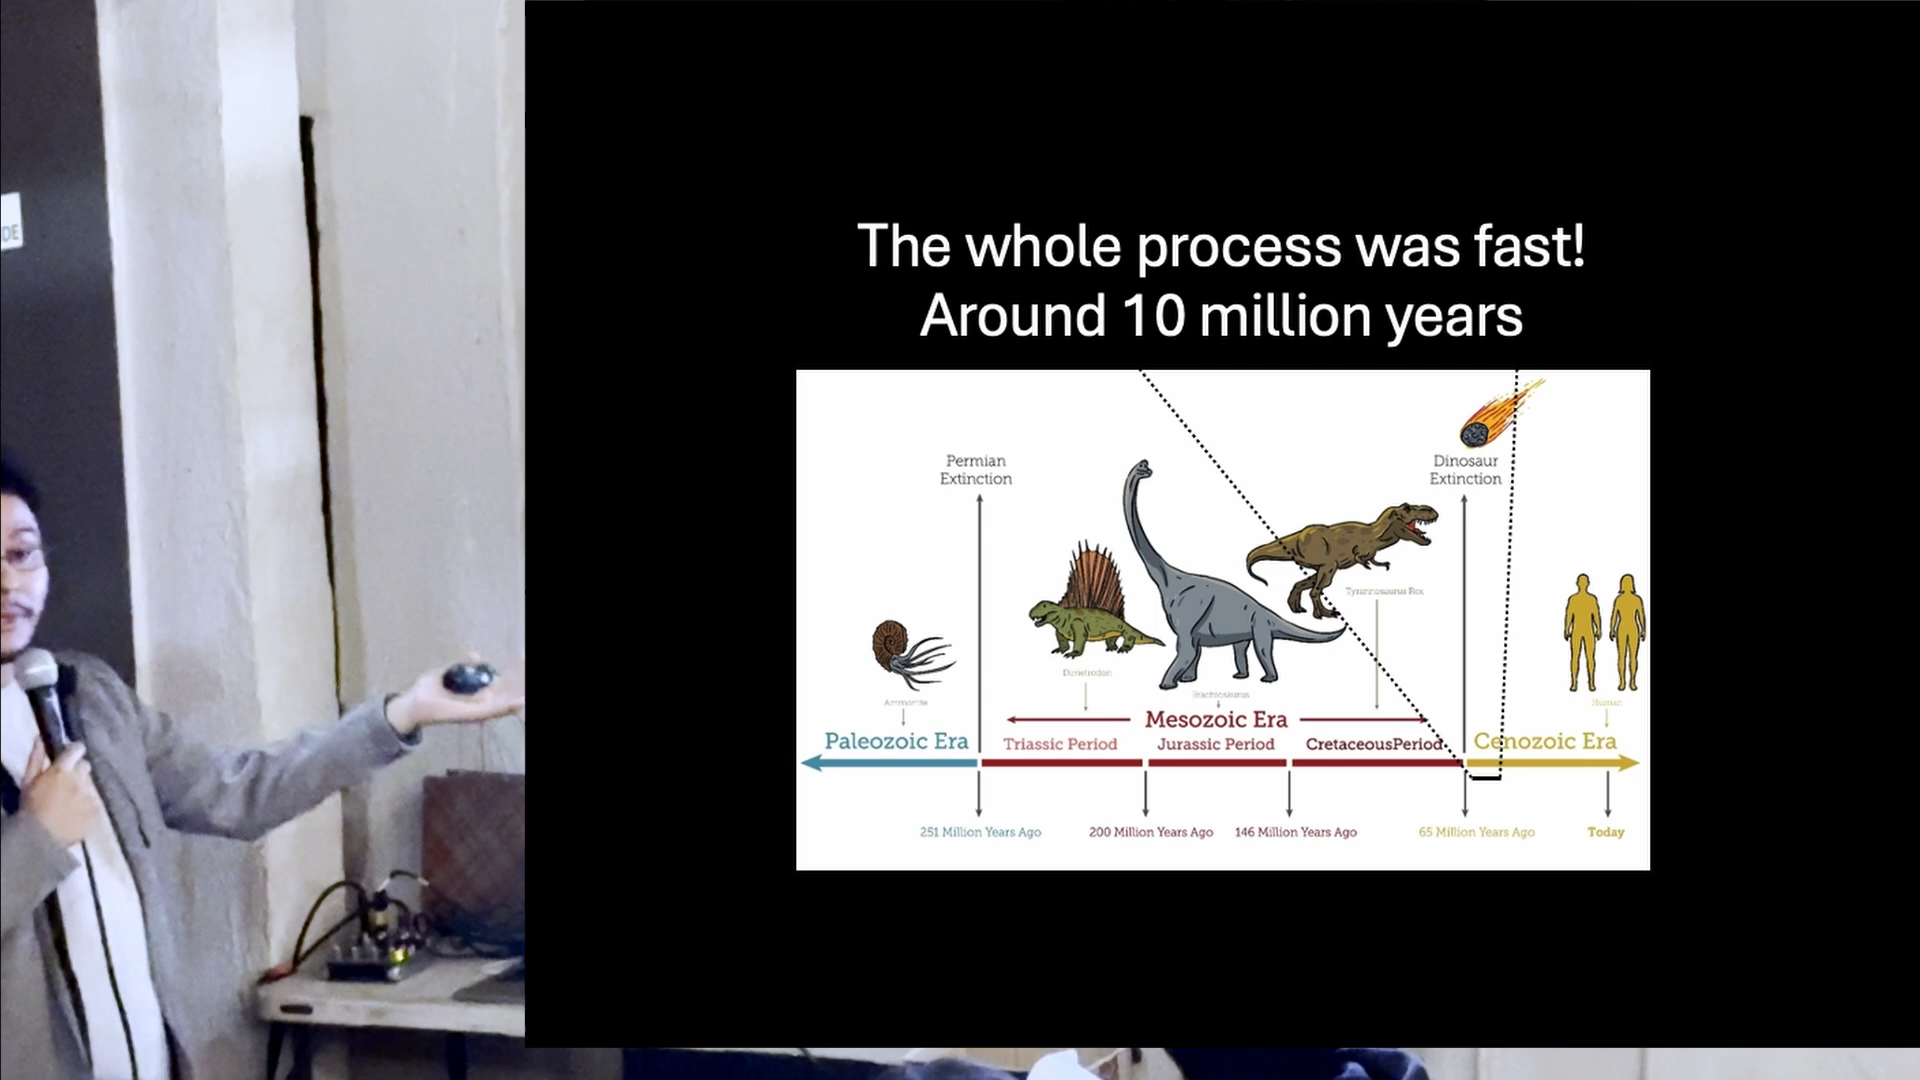 DE
The whole process was fast!
Around 10 million years
Permian
Extinction
Dinosaur
Extinction
Tyrannosaurus Rex
Dimetrodon
Brachiosaurus
Ammonite
Human
Mesozoic Era
Paleozoic Era
Triassic Period
Jurassic Period
CretaceousPeriod
Cenozoic Era
251 Million Years Ago
200 Million Years Ago
146 Million Years Ago
65 Million Years Ago
Today